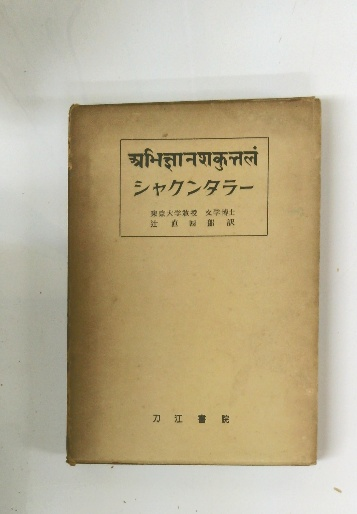 अभिज्ञानशकुन्तलं
シャクンタラー
東京大学教授 文学博士
辻直四郎訳
刀江書院